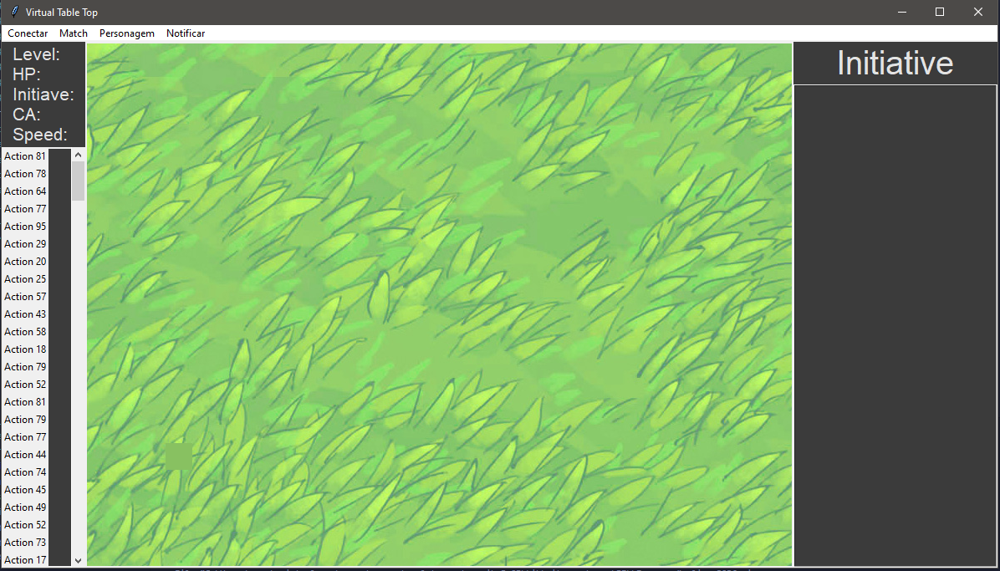 Virtual Table Top
Conectar Match Personagem Notificar
Level:
HP:
Initiave:
CA:
Speed:
Action 81
Action 78
Action 64
Action 77
Action 95
Action 29
Action 20
Action 25
Action 57
Action 43
Action 58
Action 18
Action 79
Action 52
Action 81
Action 79
Action 77
Action 44
Action 74
Action 45
Action 49
Action 52
Action 73
Action 17
Initiative